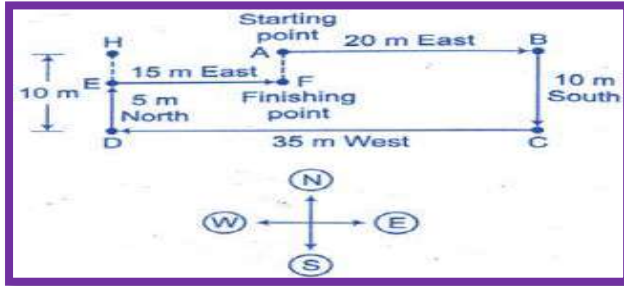 Starting
point
H
A
20 m East
B
10 m
E
15 m East
F
10 m
South
5 m
North
Finishing
point
D
35 m West
C
N
W
E
S